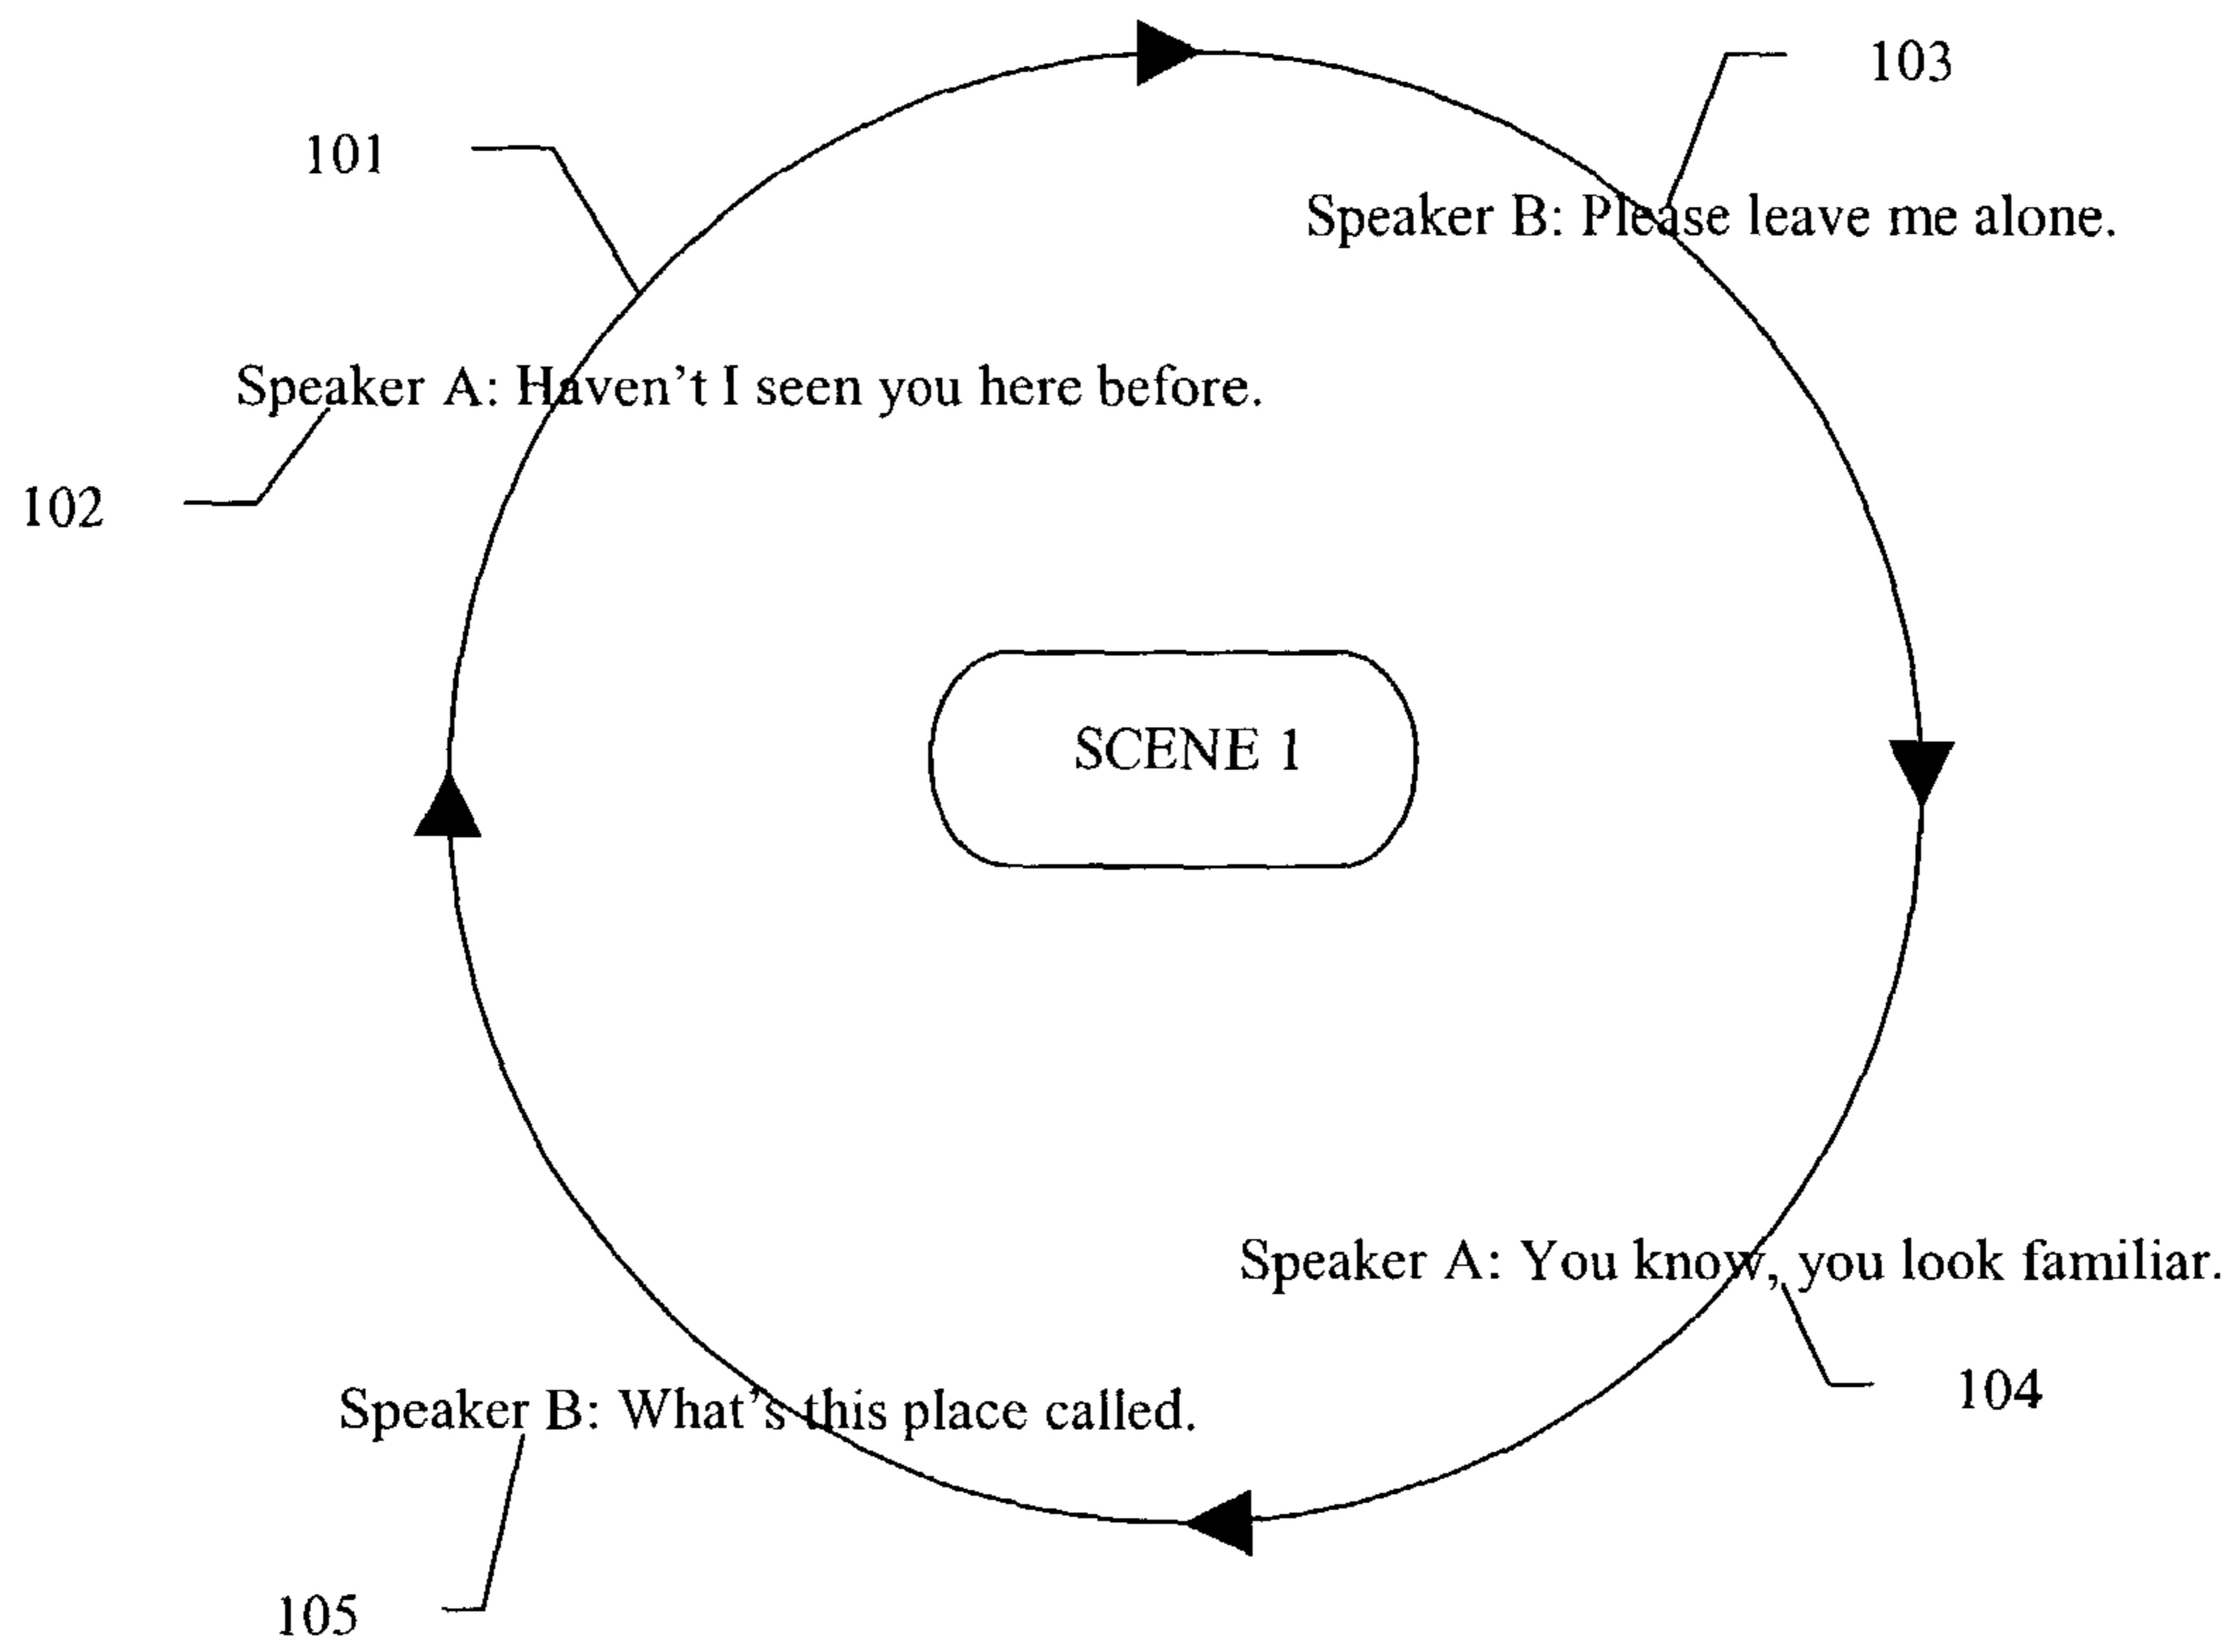 103
101
Speaker B: Please leave me alone.
Speaker A: Haven't I seen you here before.
102
SCENE 1
Speaker A: You know, you look familiar.
104
Speaker B: What's this place called.
105